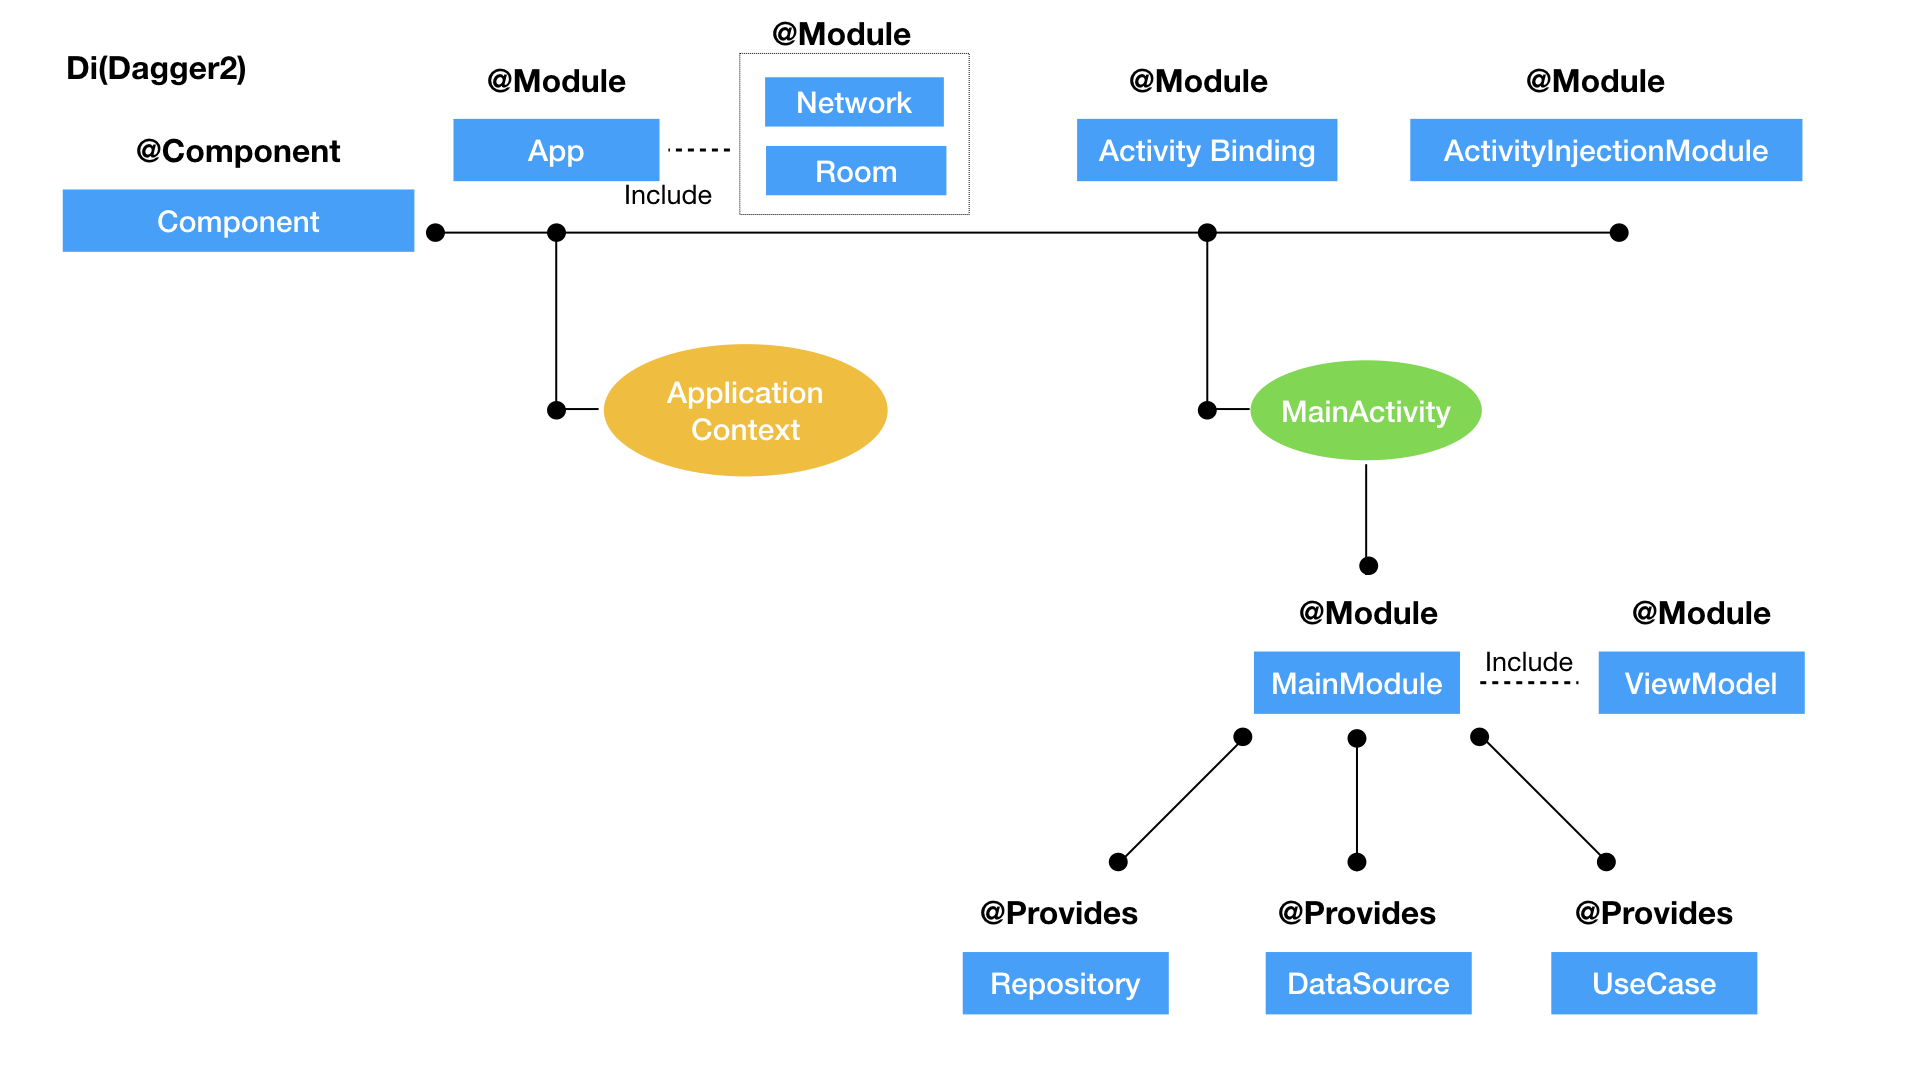 Di(Dagger2)
@Component
Component
@Module
App
Include
@Module
Network
Room
@Module
Activity Binding
@Module
ActivityInjectionModule
Application
Context
MainActivity
@Module
MainModule
Include
@Module
ViewModel
@Provides
Repository
@Provides
DataSource
@Provides
UseCase